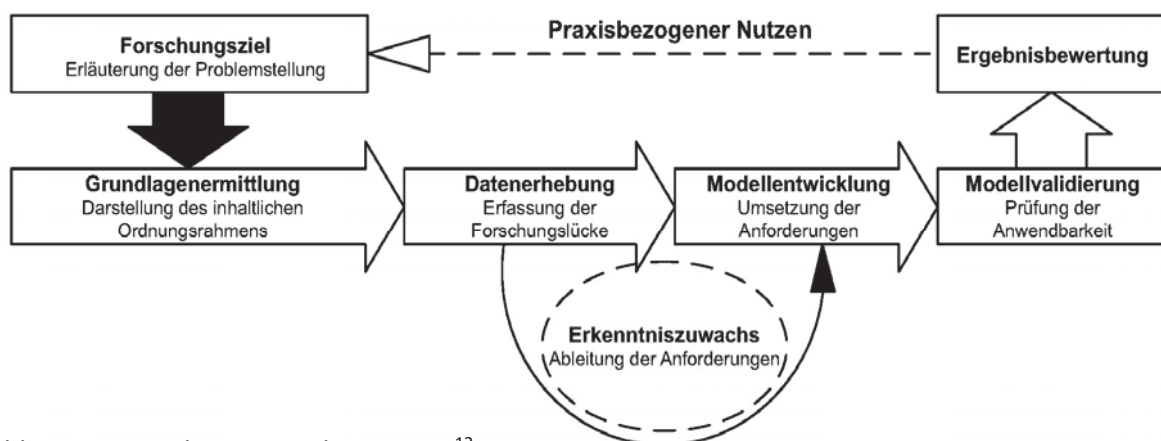 Forschungsziel
Erläuterung der Problemstellung
Praxisbezogener Nutzen
Ergebnisbewertung
Grundlagenermittlung
Darstellung des inhaltlichen
Ordnungsrahmens
Datenerhebung
Erfassung der
Forschungslücke
Modellentwicklung
Umsetzung der
Anforderungen
Modellvalidierung
Prüfung der
Anwendbarkeit
Erkenntniszuwachs
Ableitung der Anforderungen